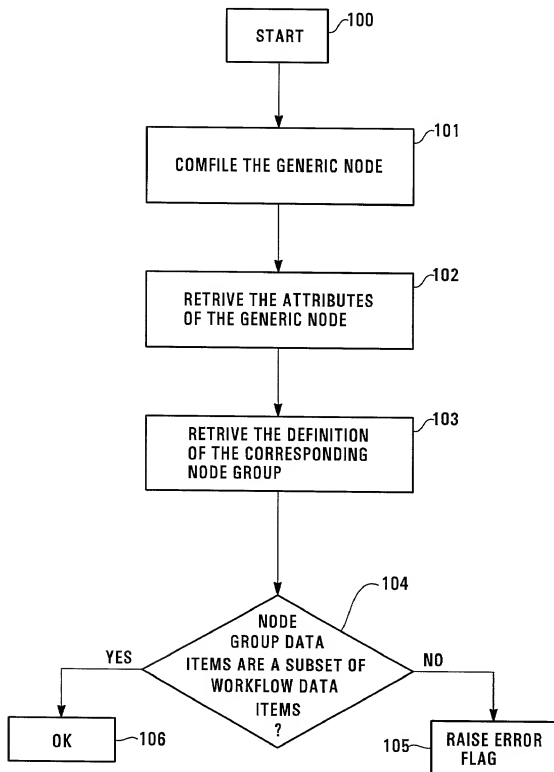 START
100
101
COMFILE THE GENERIC NODE
102
RETRIVE THE ATTRIBUTES
OF THE GENERIC NODE
103
RETRIVE THE DEFINITION
OF THE CORRESPONDING
NODE GROUP
104
NODE
GROUP DATA
ITEMS ARE A SUBSET OF
WORKFLOW DATA
ITEMS
?
YES
NO
OK
106
105
RAISE ERROR
FLAG